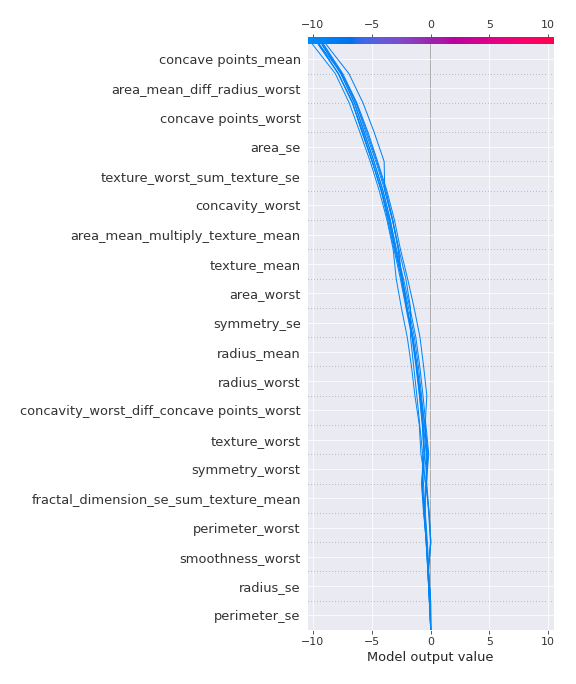 −10 −5 0 5 10
concave points_mean
area_mean_diff_radius_worst
concave points_worst
area_se
texture_worst_sum_texture_se
concavity_worst
area_mean_multiply_texture_mean
texture_mean
area_worst
symmetry_se
radius_mean
radius_worst
concavity_worst_diff_concave points_worst
texture_worst
symmetry_worst
fractal_dimension_se_sum_texture_mean
perimeter_worst
smoothness_worst
radius_se
perimeter_se
−10 −5 0 5 10
Model output value